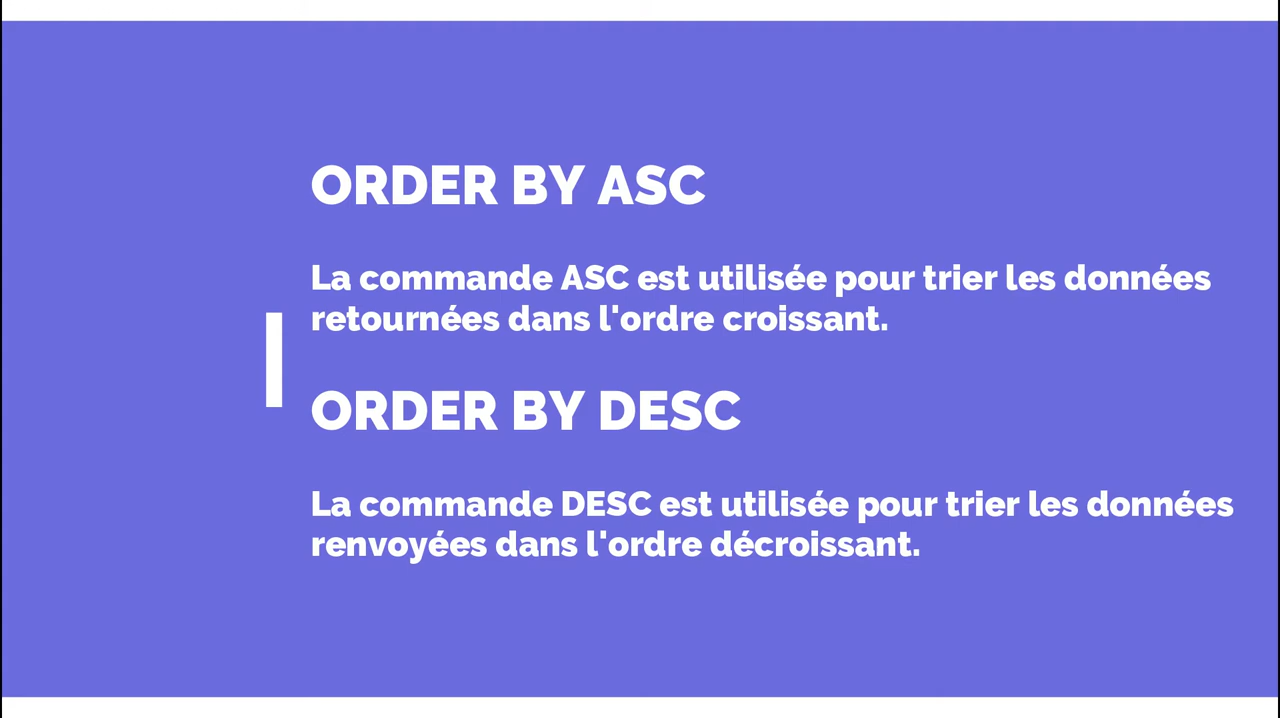 ORDER BY ASC
La commande ASC est utilisée pour trier les données
retournées dans l'ordre croissant.
ORDER BY DESC
La commande DESC est utilisée pour trier les données
renvoyées dans l'ordre décroissant.